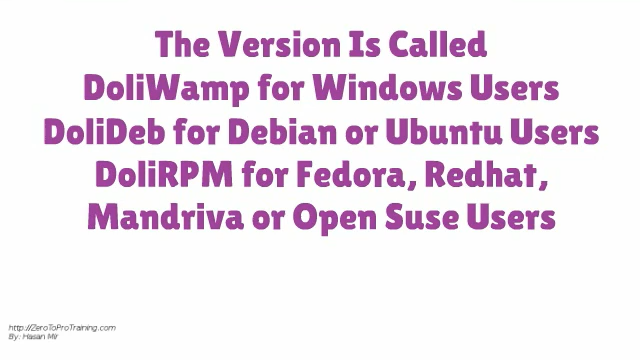 The Version Is Called
DoliWamp for Windows Users
DoliDeb for Debian or Ubuntu Users
DoliRPM for Fedora, Redhat,
Mandriva or Open Suse Users
http://ZeroToProTraining.com
By: Hasan Mir